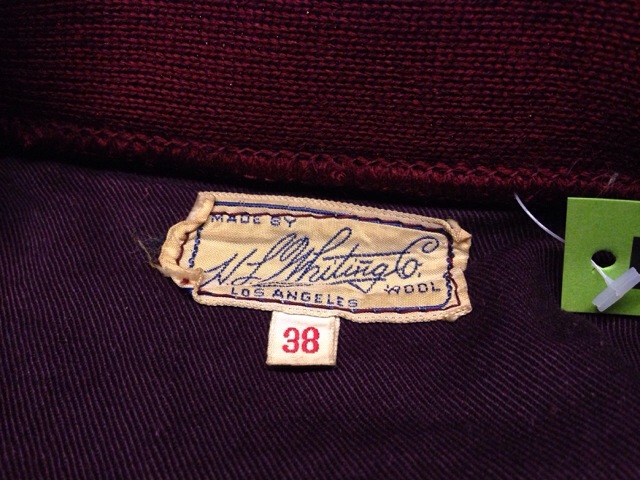 MADE BY
N L Whiting Co.
WOOL
LOS ANGELES
38